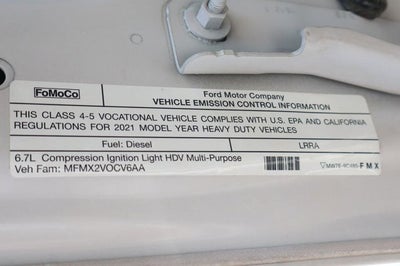 FoMoCo
Ford Motor Company
VEHICLE EMISSION CONTROL INFORMATION
THIS CLASS 4-5 VOCATIONAL VEHICLE COMPLIES WITH U.S. EPA AND CALIFORNIA
REGULATIONS FOR 2021 MODEL YEAR HEAVY DUTY VEHICLES
Fuel: Diesel LRRA
6.7L Compression Ignition Light HDV Multi-Purpose
Veh Fam: MFMX2VOCV6AA
FMX